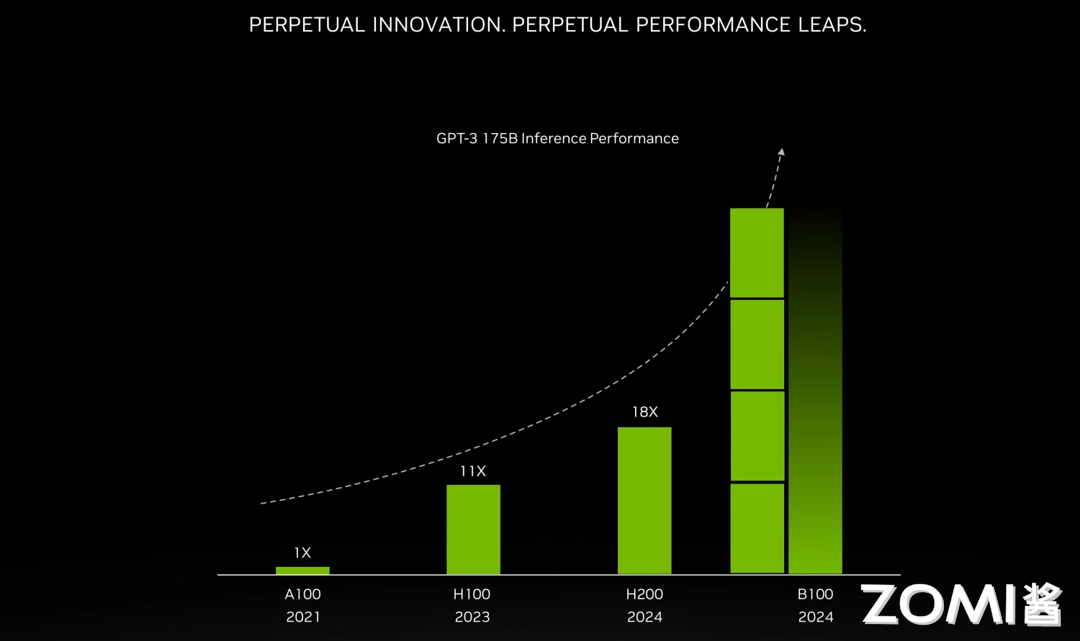 PERPETUAL INNOVATION. PERPETUAL PERFORMANCE LEAPS.
GPT-3 175B Inference Performance
18X
11X
1X
A100 H100 H200 B100
2021 2023 2024 2024
ZOMI酱